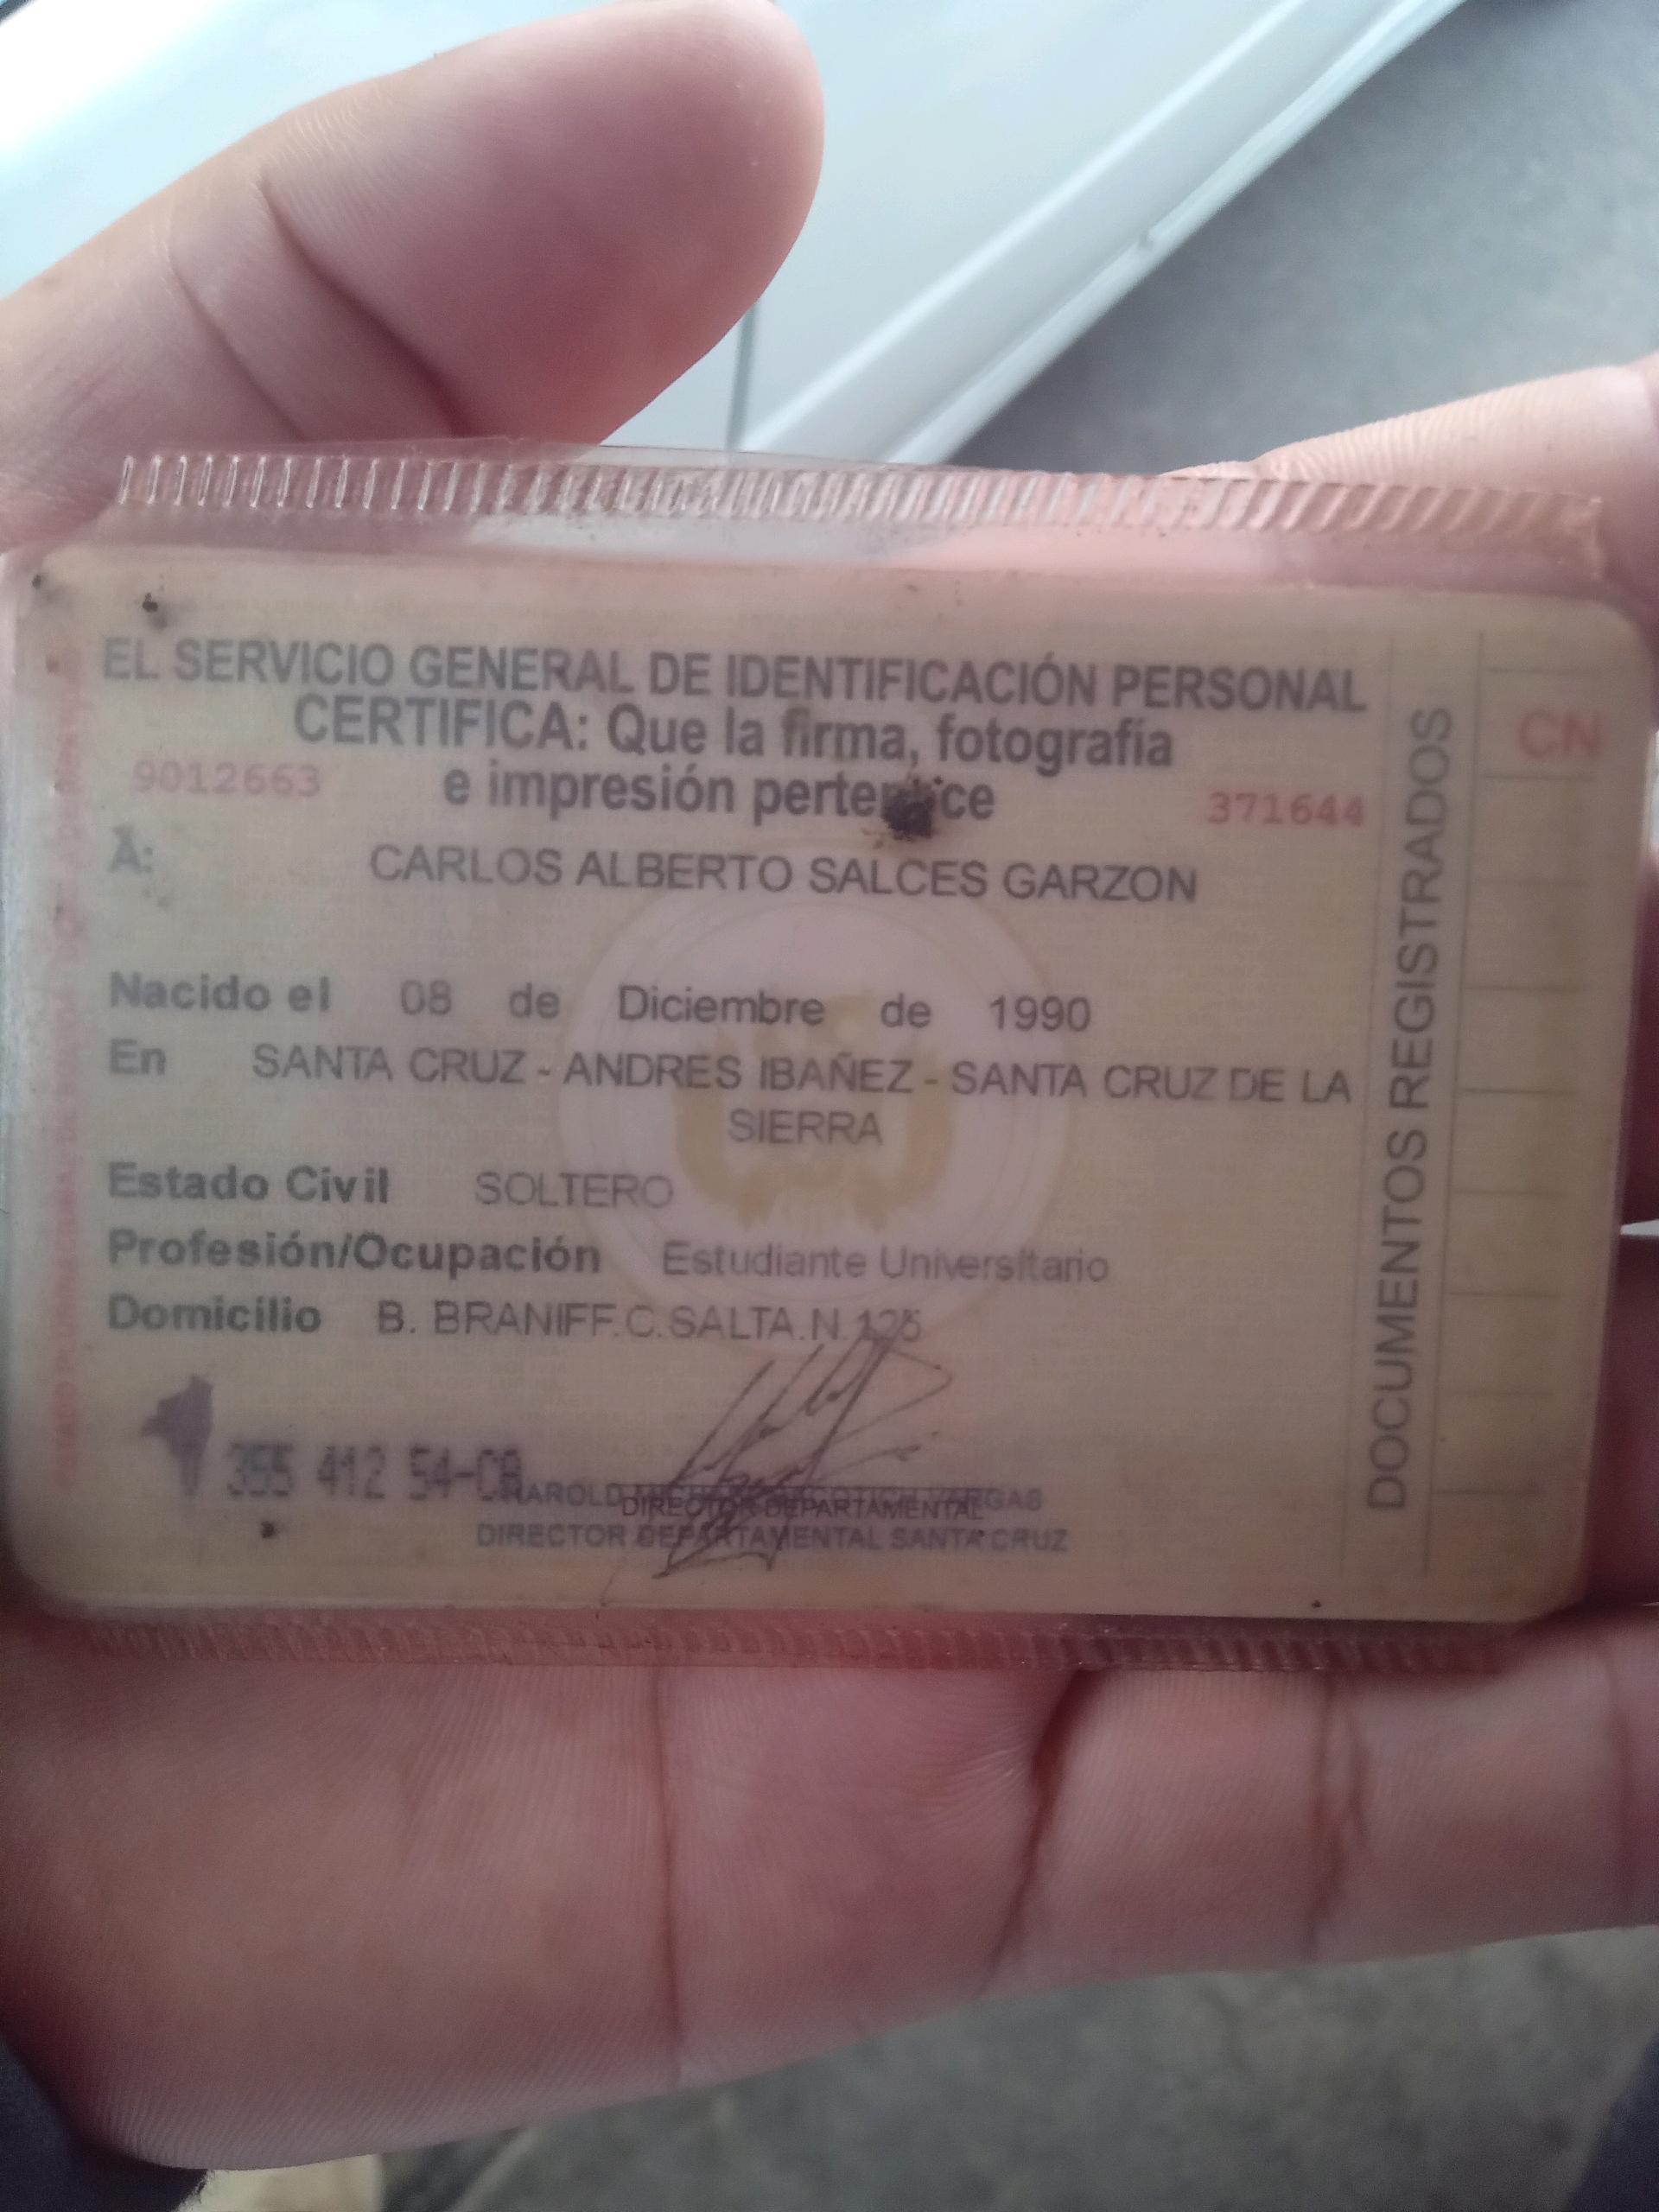 EL SERVICIO GENERAL DE IDENTIFICACIÓN PERSONAL
CERTIFICA: Que la firma, fotografía
9012663 e impresión pertenece 371644
A: CARLOS ALBERTO SALCES GARZON
Nacido el 08 de Diciembre de 1990
En SANTA CRUZ - ANDRES IBAÑEZ - SANTA CRUZ DE LA
SIERRA
Estado Civil SOLTERO
Profesión/Ocupación Estudiante Universitario
Domicilio B. BRANIFF.C.SALTA.N.125
355 412 54-CB
HAROLD VARGAS
DIRECTOR DEPARTAMENTAL
DIRECTOR DEPARTAMENTAL SANTA CRUZ
DOCUMENTOS REGISTRADOS
CN